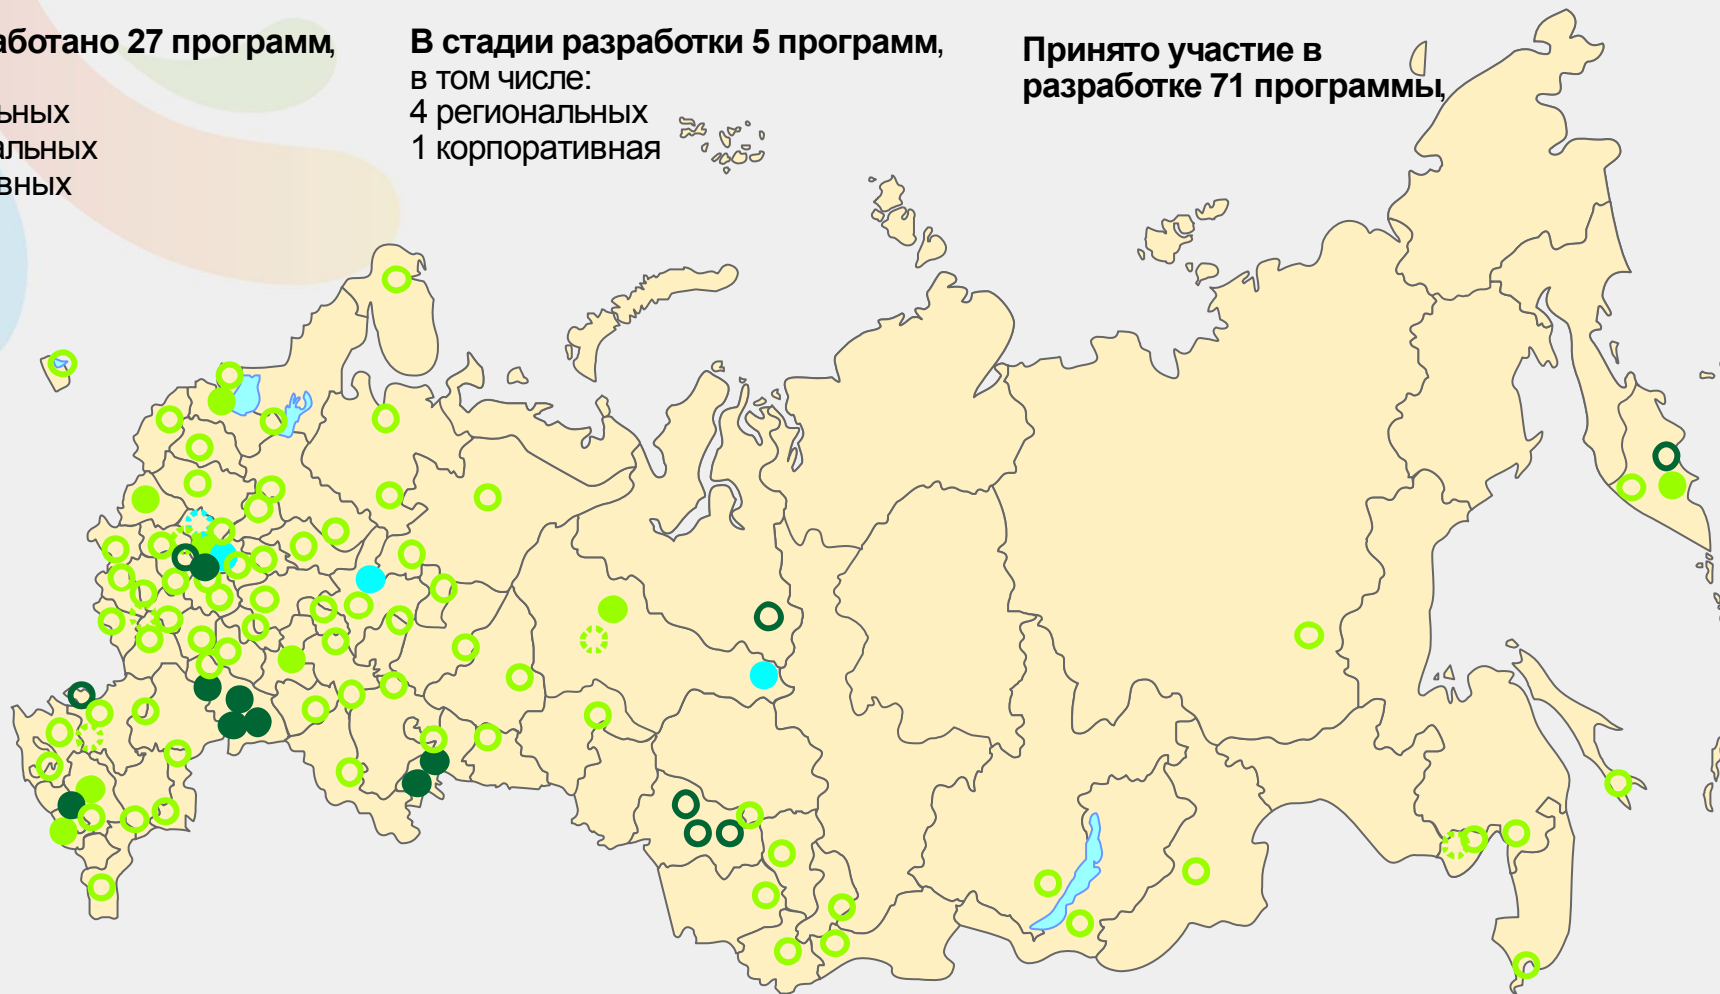 аботано 27 программ,
ьных
альных
вных
В стадии разработки 5 программ,
в том числе:
4 региональных
1 корпоративная
Принято участие в
разработке 71 программы,